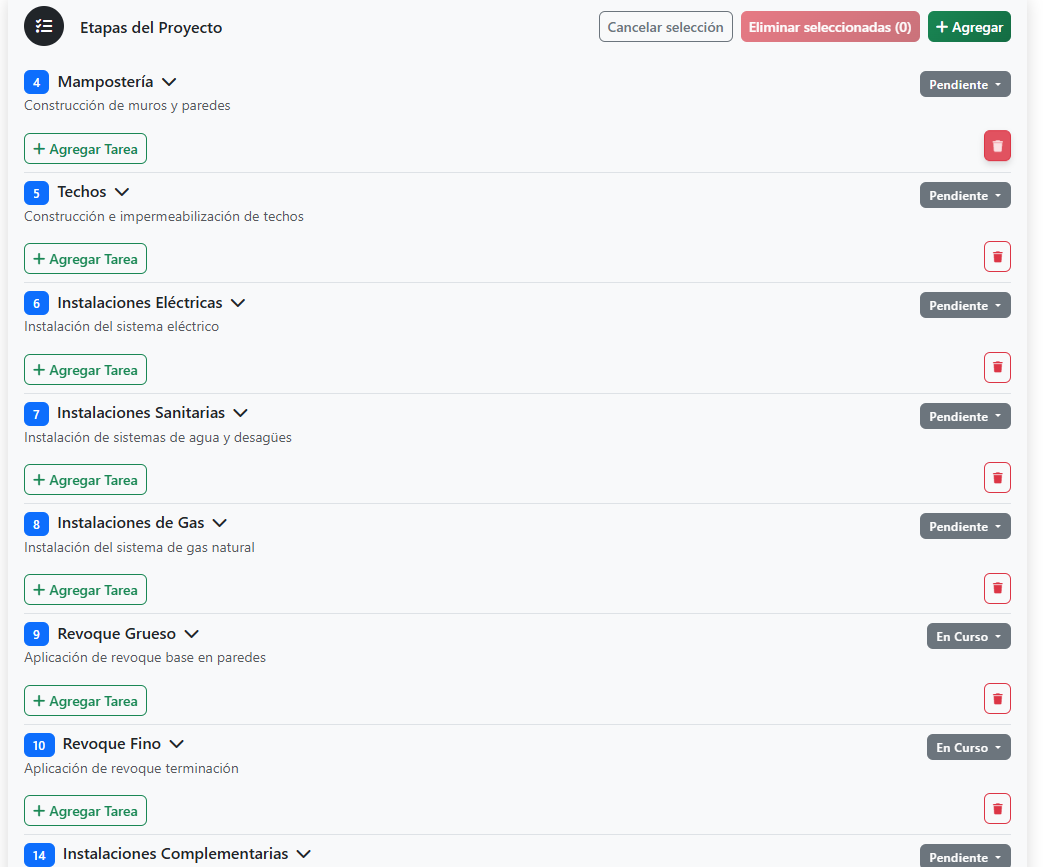 Etapas del Proyecto
Cancelar selección
Eliminar seleccionadas (0)
+ Agregar
4 Mampostería
Pendiente
Construcción de muros y paredes
+ Agregar Tarea
5 Techos
Pendiente
Construcción e impermeabilización de techos
+ Agregar Tarea
6 Instalaciones Eléctricas
Pendiente
Instalación del sistema eléctrico
+ Agregar Tarea
7 Instalaciones Sanitarias
Pendiente
Instalación de sistemas de agua y desagües
+ Agregar Tarea
8 Instalaciones de Gas
Pendiente
Instalación del sistema de gas natural
+ Agregar Tarea
9 Revoque Grueso
En Curso
Aplicación de revoque base en paredes
+ Agregar Tarea
10 Revoque Fino
En Curso
Aplicación de revoque terminación
+ Agregar Tarea
14 Instalaciones Complementarias
Pendiente